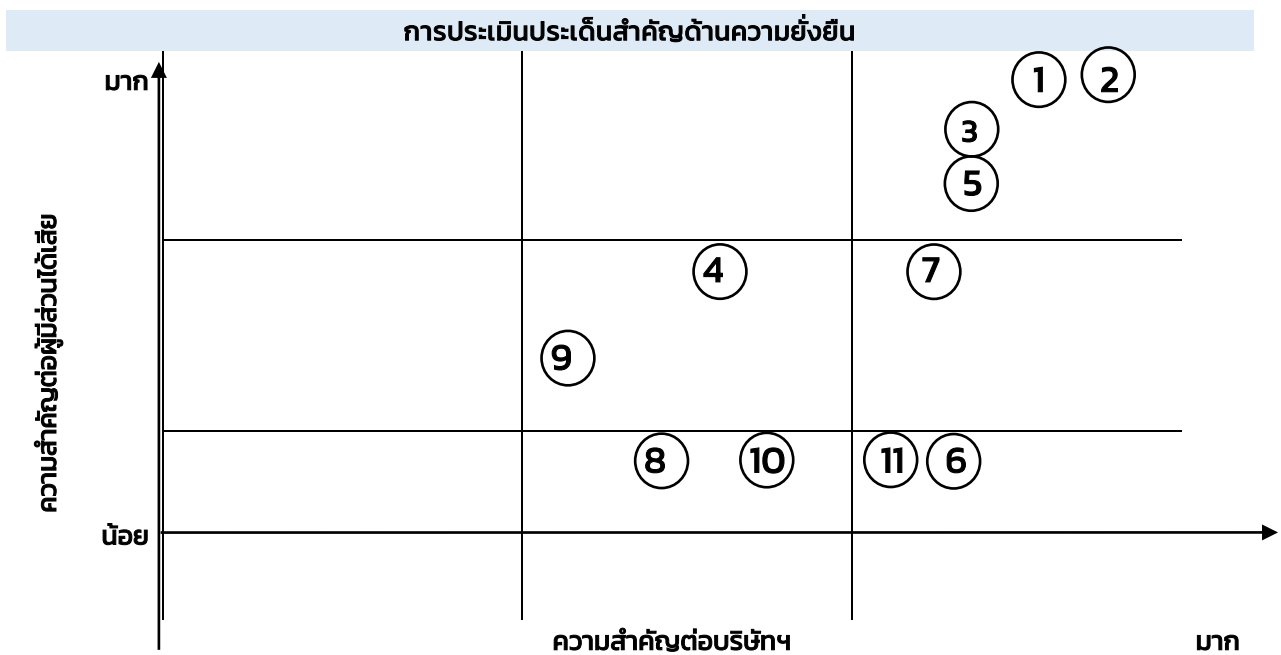 การประเมินประเด็นสำคัญด้านความยั่งยืน
มาก
1
2
3
5
ความสำคัญต่อผู้มีส่วนได้เสีย
4
7
9
8
10
11
6
น้อย
ความสำคัญต่อบริษัทฯ
มาก